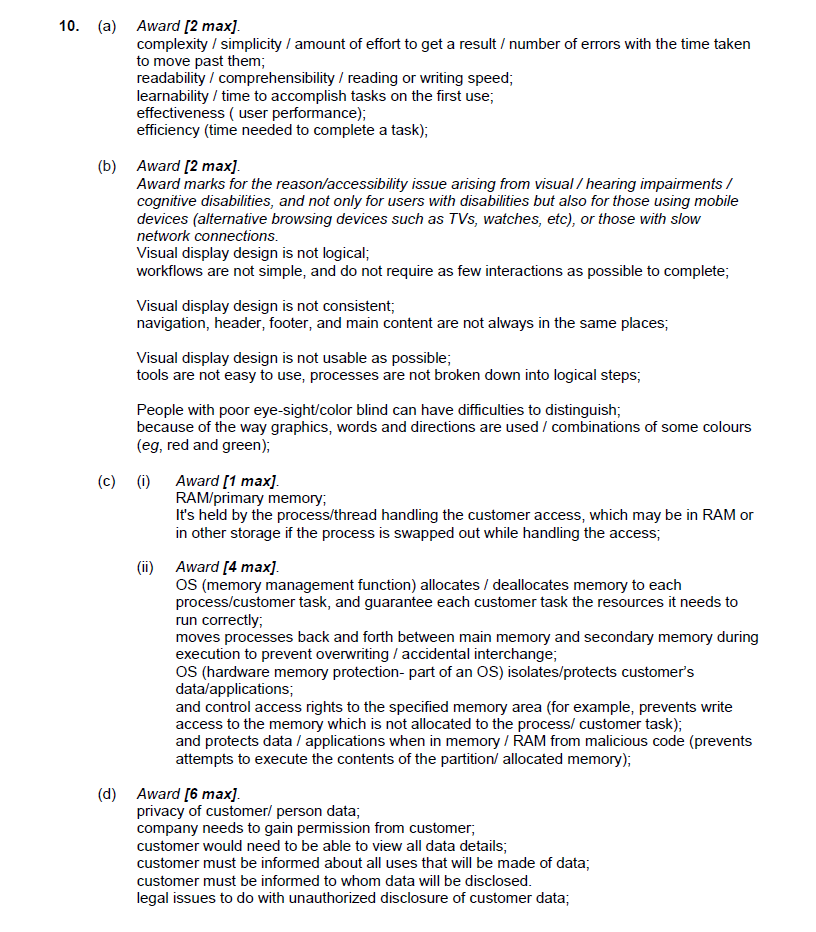 10. (a) Award [2 max].
complexity / simplicity / amount of effort to get a result / number of errors with the time taken
to move past them;
readability / comprehensibility / reading or writing speed;
learnability / time to accomplish tasks on the first use;
effectiveness ( user performance);
efficiency (time needed to complete a task);
(b) Award [2 max].
Award marks for the reason/accessibility issue arising from visual / hearing impairments /
cognitive disabilities, and not only for users with disabilities but also for those using mobile
devices (alternative browsing devices such as TVs, watches, etc), or those with slow
network connections.
Visual display design is not logical;
workflows are not simple, and do not require as few interactions as possible to complete;
Visual display design is not consistent;
navigation, header, footer, and main content are not always in the same places;
Visual display design is not usable as possible;
tools are not easy to use, processes are not broken down into logical steps;
People with poor eye-sight/color blind can have difficulties to distinguish;
because of the way graphics, words and directions are used / combinations of some colours
(eg, red and green);
(c) (i) Award [1 max].
RAM/primary memory;
It's held by the process/thread handling the customer access, which may be in RAM or
in other storage if the process is swapped out while handling the access;
(ii) Award [4 max].
OS (memory management function) allocates / deallocates memory to each
process/customer task, and guarantee each customer task the resources it needs to
run correctly;
moves processes back and forth between main memory and secondary memory during
execution to prevent overwriting / accidental interchange;
OS (hardware memory protection- part of an OS) isolates/protects customer's
data/applications;
and control access rights to the specified memory area (for example, prevents write
access to the memory which is not allocated to the process/ customer task);
and protects data / applications when in memory / RAM from malicious code (prevents
attempts to execute the contents of the partition/ allocated memory);
(d) Award [6 max].
privacy of customer/ person data;
company needs to gain permission from customer;
customer would need to be able to view all data details;
customer must be informed about all uses that will be made of data;
customer must be informed to whom data will be disclosed.
legal issues to do with unauthorized disclosure of customer data;